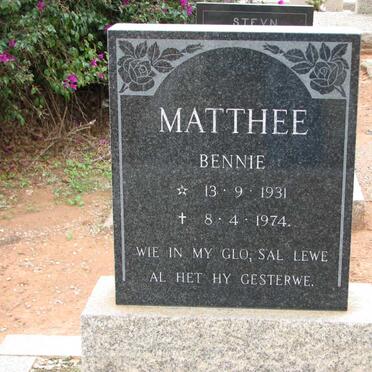 STEYN
MATTHEE
BENNIE
☆ 13 · 9 · 1931
✝ 8 · 4 · 1974.
WIE IN MY GLO, SAL LEWE
AL HET HY GESTERWE.